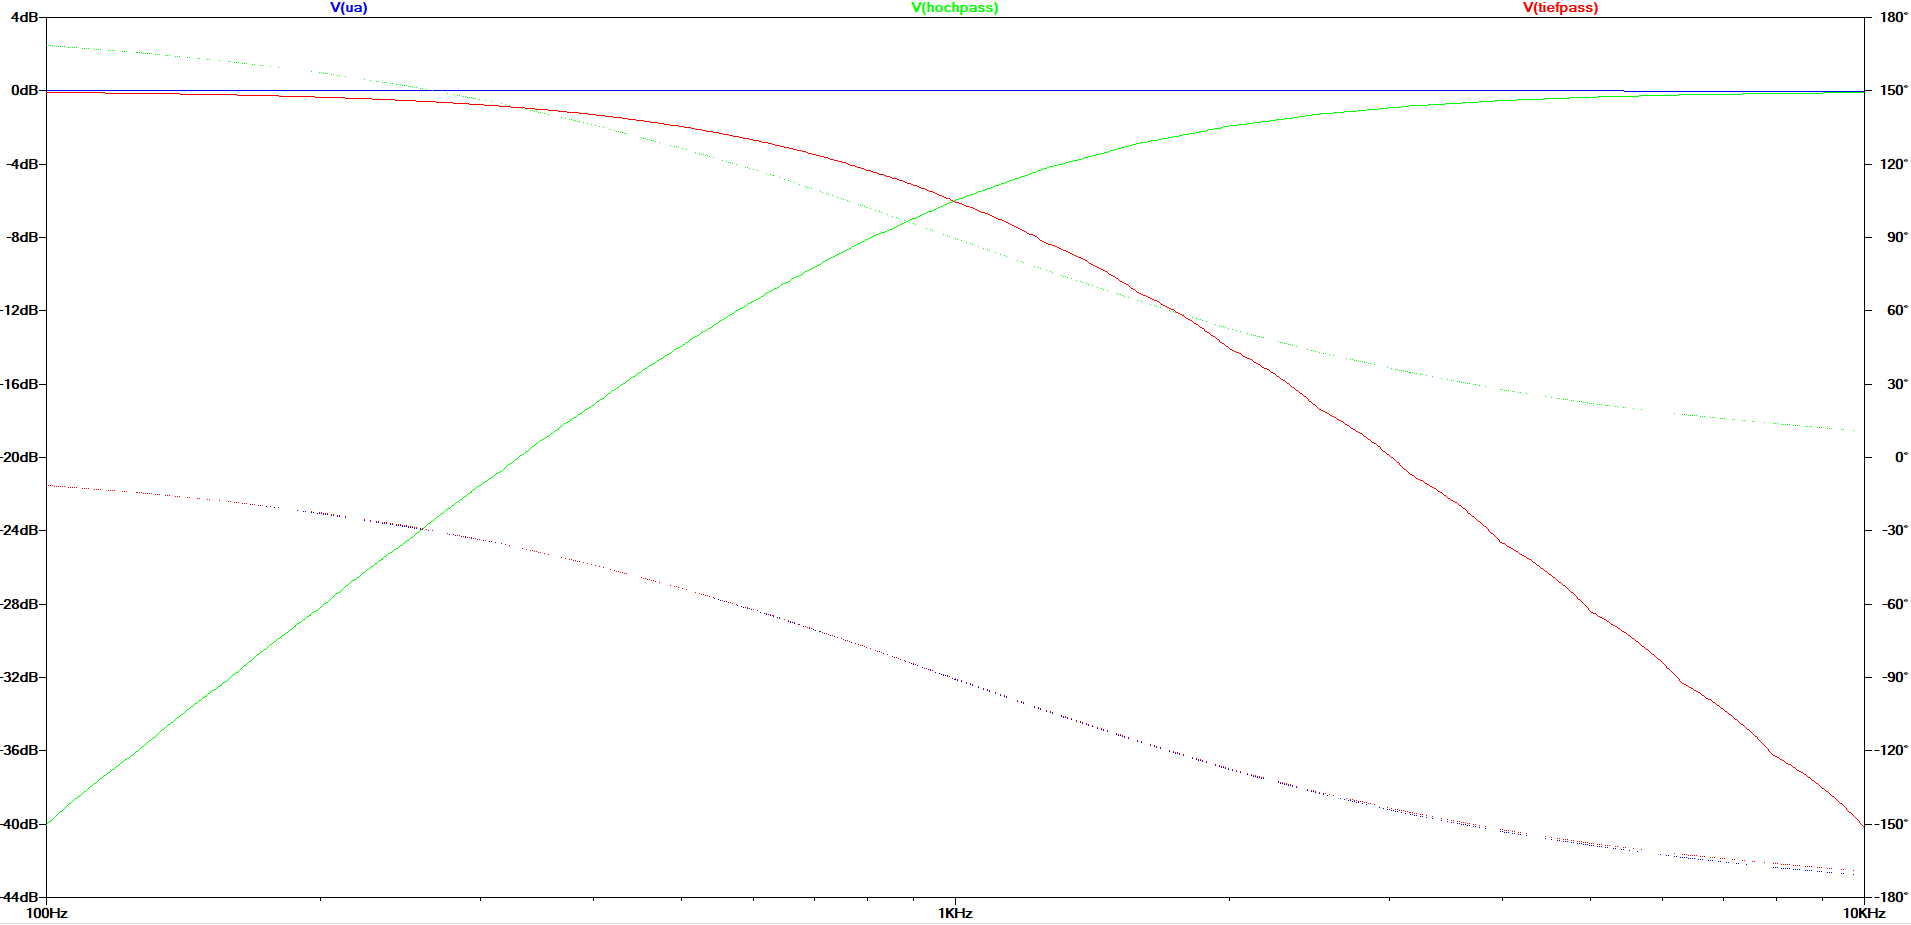 V(ua) V(hochpass) V(tiefpass)
4dB 180°
0dB 150°
-4dB 120°
-8dB 90°
-12dB 60°
-16dB 30°
-20dB 0°
-24dB -30°
-28dB -60°
-32dB -90°
-36dB -120°
-40dB -150°
-44dB -180°
100Hz 1KHz 10KHz